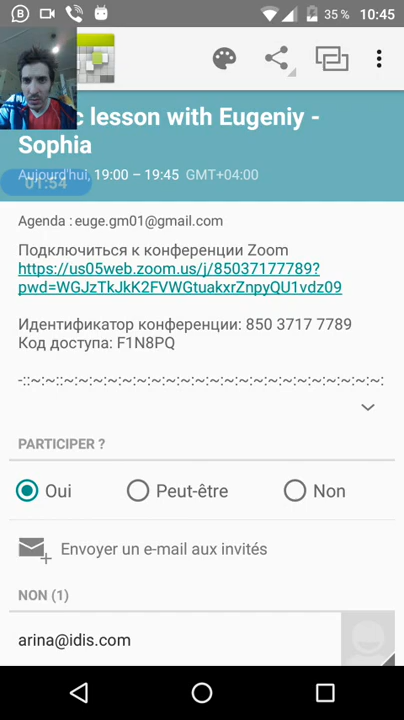 35 %
10:45
c lesson with Eugeniy -
Sophia
Aujourd'hui, 19:00 – 19:45 GMT+04:00
01:54
Agenda : euge.gm01@gmail.com
Подключиться к конференции Zoom
https://us05web.zoom.us/j/85037177789?
pwd=WGJzTkJkK2FVWGtuakxrZnpyQU1vdz09
Идентификатор конференции: 850 3717 7789
Код доступа: F1N8PQ
-::~:~::~:~:~:~:~:~:~:~:~:~:~:~:~:~:~:~:~:~:~:~:~:~:
PARTICIPER ?
Oui
Peut-être
Non
Envoyer un e-mail aux invités
NON (1)
arina@idis.com